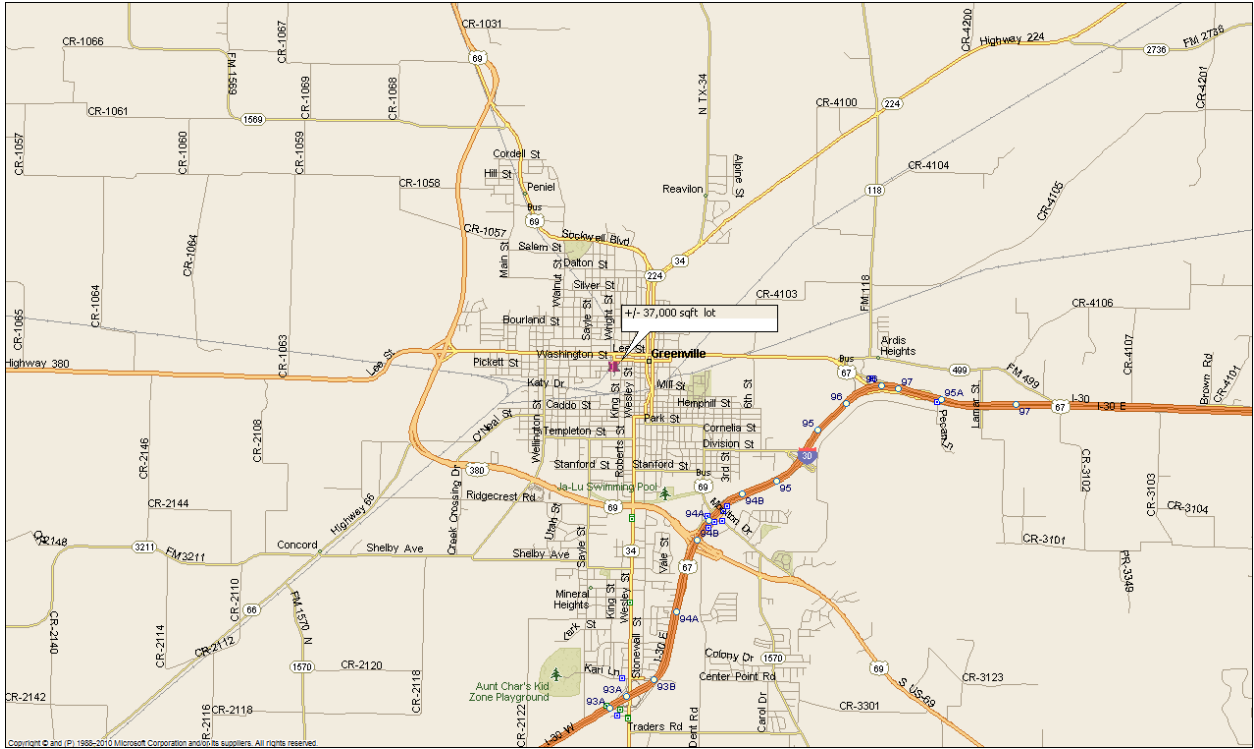 CR-1031
CR-1067
CR-4200
Highway 224
FM 2736
2736
CR-1066
69
FM 1569
CR-4201
CR-1069
CR-1068
N TX-34
CR-4100
224
CR-1061
1569
CR-1057
CR-1060
CR-1059
Cordell St
Alpine St
CR-4104
Hill St
CR-1058
Peniel
Reavilon
118
CR-4105
Bus
69
CR-1057
Sockwell Blvd
CR-1064
Main St
Salem St
Dalton St
34
224
Walnut St
Silver St
CR-1064
CR-4103
FM 118
CR-4106
Sayle St
Wright St
+/- 37,000 sqft lot
CR-1065
Bourland St
CR-1063
Lee St
Washington St
Lee St
Greenville
Ardis
Heights
CR-4107
Highway 380
Pickett St
Bus
67
499
FM 499
Brown Rd
CR-4101
Katy Dr
King St
Wesley St
Mill St
6th St
96
97
95A
Lamar St
I-30
67
I-30 E
97
Caddo St
Hemphill St
96
Pecan Ln
O'Neal St
Park St
Wellington St
Templeton St
Cornelia St
95
CR-2146
CR-2108
Roberts St
Division St
30
Stanford St
Stanford St
3rd St
CR-3102
CR-3103
380
Bus
69
95
Creek Crossing Dr
Ja-Lu Swimming Pool
Ridgecrest Rd
94B
CR-2144
Highway 66
69
94A
Moulton Dr
CR-3104
Utah St
CR-2148
3211
FM3211
Concord
Shelby Ave
Shelby Ave
Sayle St
34
Vale St
94B
CR-3101
67
PR-3349
CR-2110
66
FM 1570 N
Mineral
Heights
King St
Wesley St
94A
CR-2140
CR-2114
CR-2112
1570
CR-2120
CR-2118
Kari Ln
Stonewall St
I-30 E
Colony Dr
1570
69
Center Point Rd
CR-3123
Aunt Char's Kid
Zone Playground
93A
93B
93A
S US-69
CR-2142
CR-2116
CR-2118
CR-2122
Carol Dr
CR-3301
Dent Rd
Traders Rd
I-30 W
Copyright © and (P) 1988–2010 Microsoft Corporation and/or its suppliers. All rights reserved.